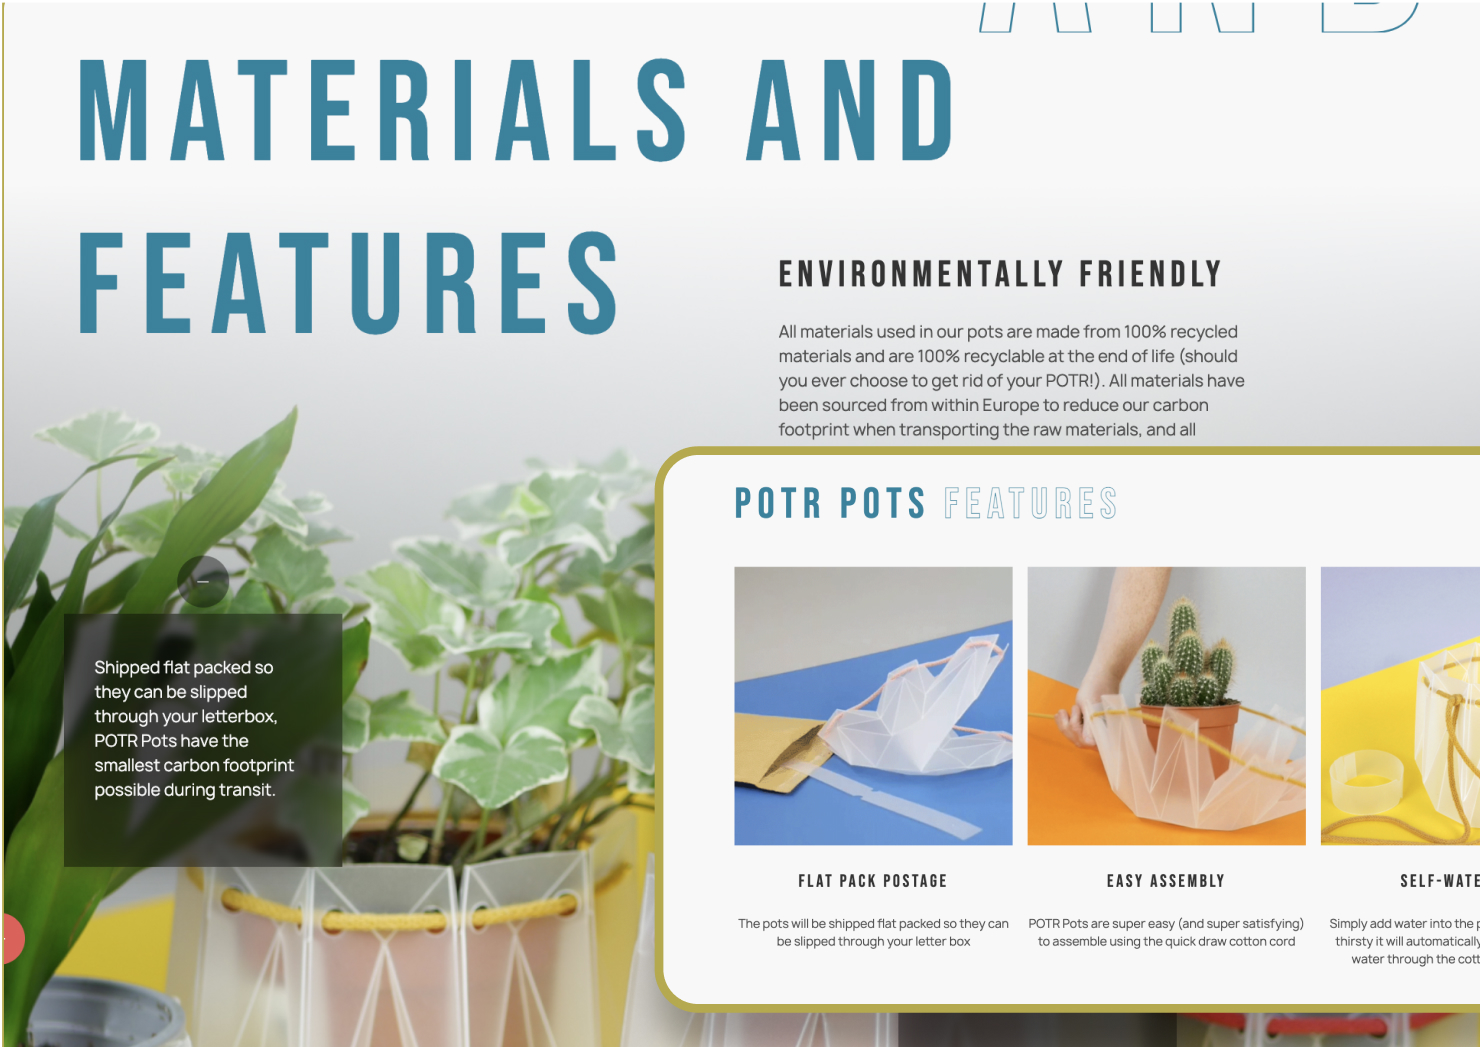 AND
MATERIALS AND
FEATURES
ENVIRONMENTALLY FRIENDLY
All materials used in our pots are made from 100% recycled
materials and are 100% recyclable at the end of life (should
you ever choose to get rid of your POTR!). All materials have
been sourced from within Europe to reduce our carbon
footprint when transporting the raw materials, and all
Shipped flat packed so
they can be slipped
through your letterbox,
POTR Pots have the
smallest carbon footprint
possible during transit.
POTR POTS FEATURES
FLAT PACK POSTAGE
The pots will be shipped flat packed so they can
be slipped through your letter box
EASY ASSEMBLY
POTR Pots are super easy (and super satisfying)
to assemble using the quick draw cotton cord
SELF-WATE
Simply add water into the p
thirsty it will automatically
water through the cott